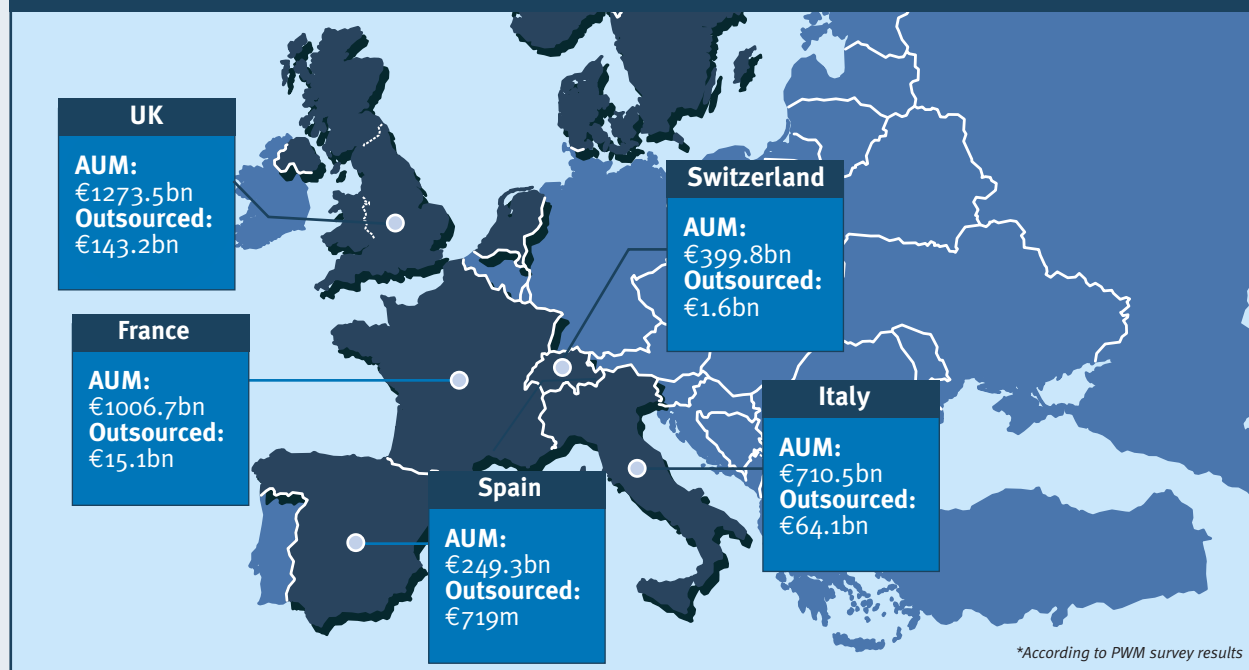 UK
AUM:
€1273.5bn
Outsourced:
€143.2bn
Switzerland
AUM:
€399.8bn
Outsourced:
€1.6bn
France
AUM:
€1006.7bn
Outsourced:
€15.1bn
Italy
AUM:
€710.5bn
Outsourced:
€64.1bn
Spain
AUM:
€249.3bn
Outsourced:
€719m
*According to PWM survey results